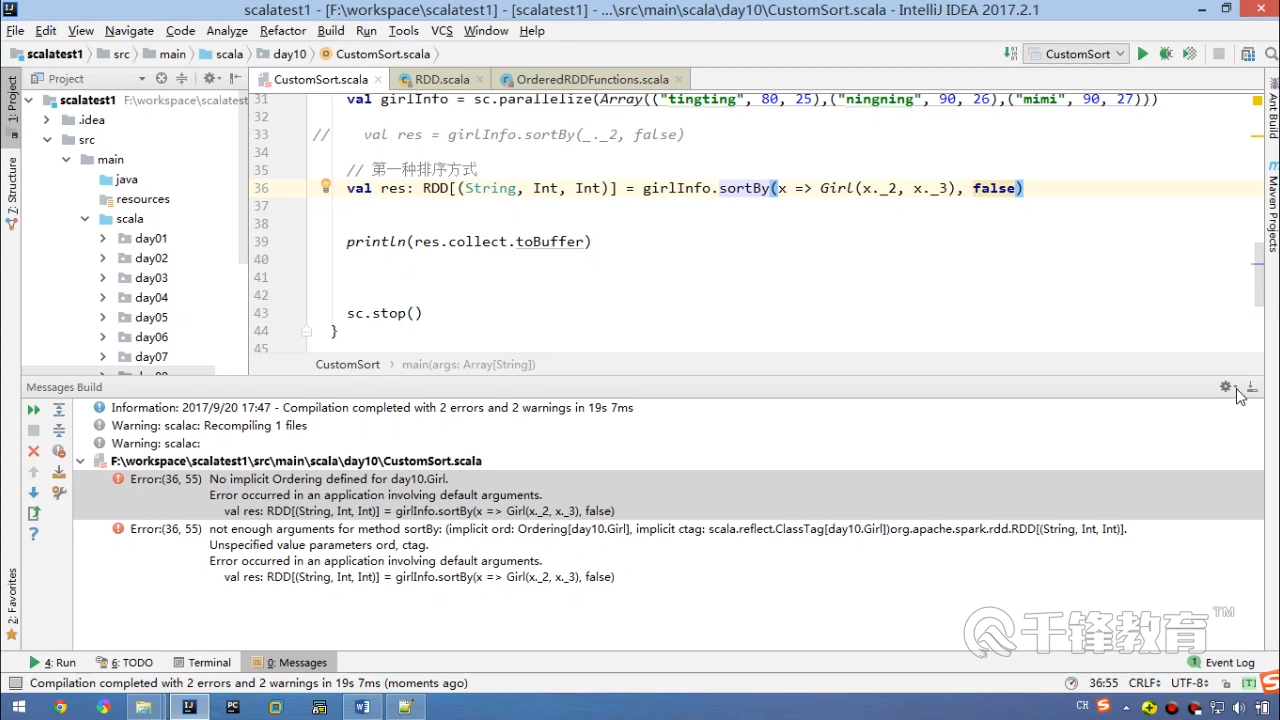 scalatest1 - [F:\workspace\scalatest1] - [scalatest1] - ...\src\main\scala\day10\CustomSort.scala - IntelliJ IDEA 2017.2.1
File Edit View Navigate Code Analyze Refactor Build Run Tools VCS Window Help
scalatest1 src main scala day10 CustomSort.scala CustomSort
Project CustomSort.scala RDD.scala OrderedRDDFunctions.scala
1: Project
7: Structure
2: Favorites
scalatest1 F:\workspace\scalatest
.idea
src
main
java
resources
scala
day01
day02
day03
day04
day05
day06
day07
31 val girlInfo = sc.parallelize(Array(("tingting", 80, 25),("ningning", 90, 26),("mimi", 90, 27)))
32
33 // val res = girlInfo.sortBy(_._2, false)
34
35 // 第一种排序方式
36 val res: RDD[(String, Int, Int)] = girlInfo.sortBy(x => Girl(x._2, x._3), false)
37
38
39 println(res.collect.toBuffer)
40
41
42
43 sc.stop()
44 }
45
CustomSort main(args: Array[String])
Ant Build
Maven Projects
Messages Build
Information: 2017/9/20 17:47 - Compilation completed with 2 errors and 2 warnings in 19s 7ms
Warning: scalac: Recompiling 1 files
Warning: scalac:
F:\workspace\scalatest1\src\main\scala\day10\CustomSort.scala
Error:(36, 55) No implicit Ordering defined for day10.Girl.
Error occurred in an application involving default arguments.
val res: RDD[(String, Int, Int)] = girlInfo.sortBy(x => Girl(x._2, x._3), false)
Error:(36, 55) not enough arguments for method sortBy: (implicit ord: Ordering[day10.Girl], implicit ctag: scala.reflect.ClassTag[day10.Girl])org.apache.spark.rdd.RDD[(String, Int, Int)].
Unspecified value parameters ord, ctag.
Error occurred in an application involving default arguments.
val res: RDD[(String, Int, Int)] = girlInfo.sortBy(x => Girl(x._2, x._3), false)
千锋教育™
4: Run 6: TODO Terminal 0: Messages 1 Event Log
Compilation completed with 2 errors and 2 warnings in 19s 7ms (moments ago) 36:55 CRLF UTF-8
CH